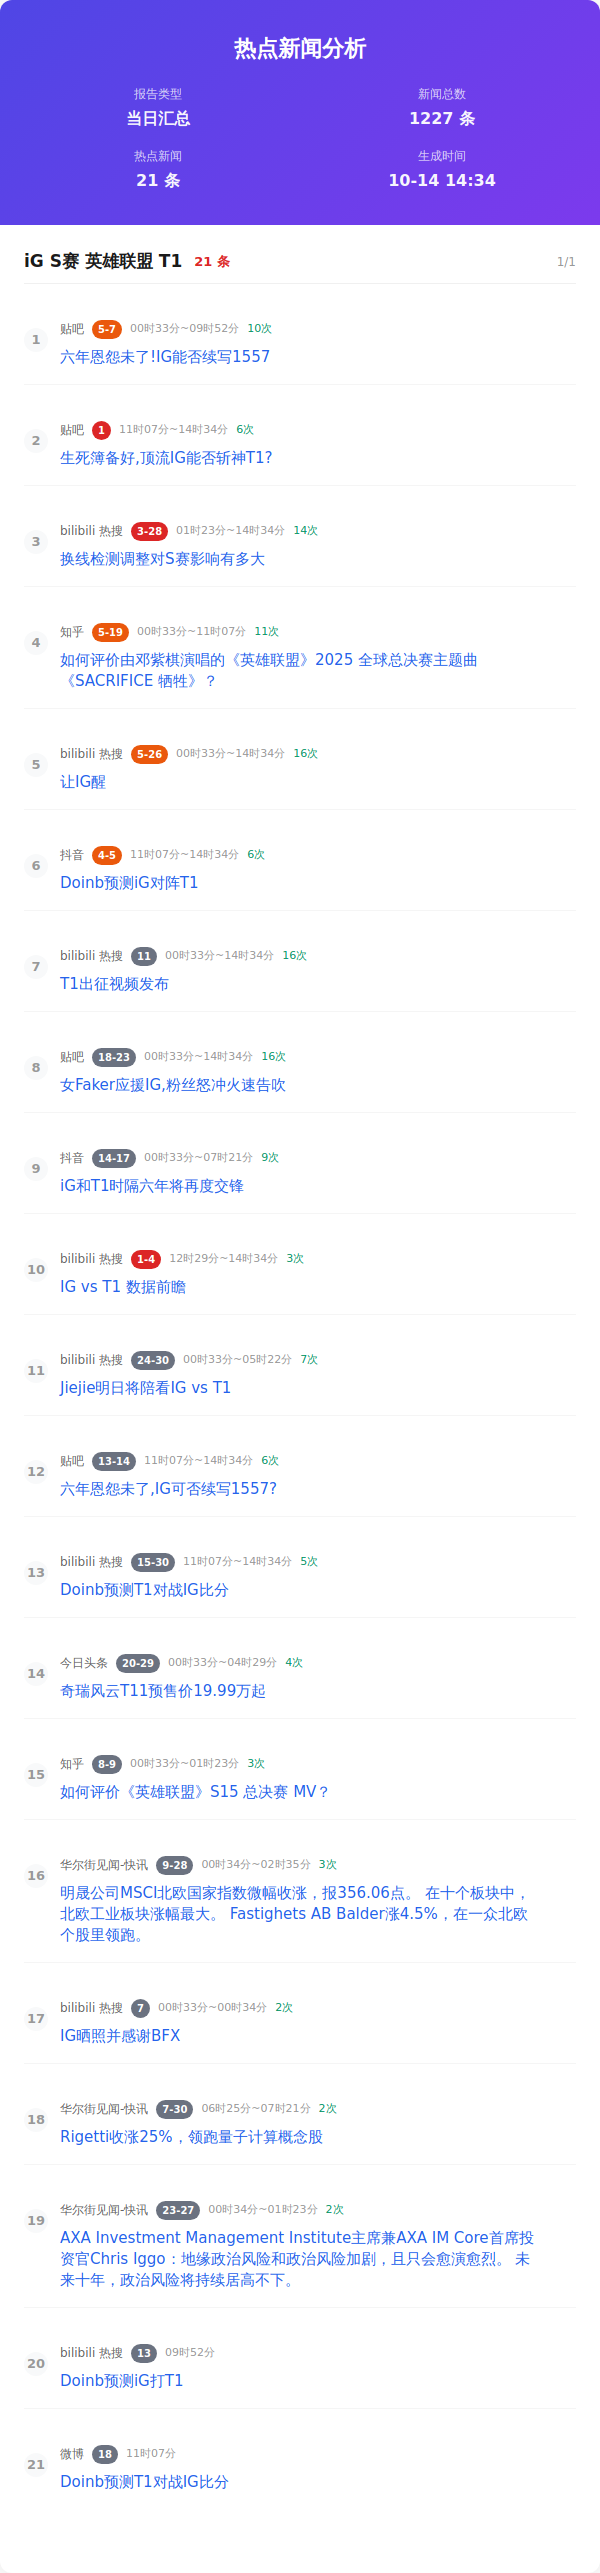 热点新闻分析
报告类型
新闻总数
当日汇总
1227 条
热点新闻
生成时间
21 条
10-14 14:34
iG S赛 英雄联盟 T1 21 条 1/1
1
贴吧 5-7 00时33分~09时52分 10次
六年恩怨未了!IG能否续写1557
2
贴吧 1 11时07分~14时34分 6次
生死簿备好,顶流IG能否斩神T1?
3
bilibili 热搜 3-28 01时23分~14时34分 14次
换线检测调整对S赛影响有多大
4
知乎 5-19 00时33分~11时07分 11次
如何评价由邓紫棋演唱的《英雄联盟》2025 全球总决赛主题曲
《SACRIFICE 牺牲》？
5
bilibili 热搜 5-26 00时33分~14时34分 16次
让IG醒
6
抖音 4-5 11时07分~14时34分 6次
Doinb预测iG对阵T1
7
bilibili 热搜 11 00时33分~14时34分 16次
T1出征视频发布
8
贴吧 18-23 00时33分~14时34分 16次
女Faker应援IG,粉丝怒冲火速告吹
9
抖音 14-17 00时33分~07时21分 9次
iG和T1时隔六年将再度交锋
10
bilibili 热搜 1-4 12时29分~14时34分 3次
IG vs T1 数据前瞻
11
bilibili 热搜 24-30 00时33分~05时22分 7次
Jiejie明日将陪看IG vs T1
12
贴吧 13-14 11时07分~14时34分 6次
六年恩怨未了,IG可否续写1557?
13
bilibili 热搜 15-30 11时07分~14时34分 5次
Doinb预测T1对战IG比分
14
今日头条 20-29 00时33分~04时29分 4次
奇瑞风云T11预售价19.99万起
15
知乎 8-9 00时33分~01时23分 3次
如何评价《英雄联盟》S15 总决赛 MV？
16
华尔街见闻-快讯 9-28 00时34分~02时35分 3次
明晟公司MSCI北欧国家指数微幅收涨，报356.06点。 在十个板块中，
北欧工业板块涨幅最大。 Fastighets AB Balder涨4.5%，在一众北欧
个股里领跑。
17
bilibili 热搜 7 00时33分~00时34分 2次
IG晒照并感谢BFX
18
华尔街见闻-快讯 7-30 06时25分~07时21分 2次
Rigetti收涨25%，领跑量子计算概念股
19
华尔街见闻-快讯 23-27 00时34分~01时23分 2次
AXA Investment Management Institute主席兼AXA IM Core首席投
资官Chris Iggo：地缘政治风险和政治风险加剧，且只会愈演愈烈。 未
来十年，政治风险将持续居高不下。
20
bilibili 热搜 13 09时52分
Doinb预测iG打T1
21
微博 18 11时07分
Doinb预测T1对战IG比分